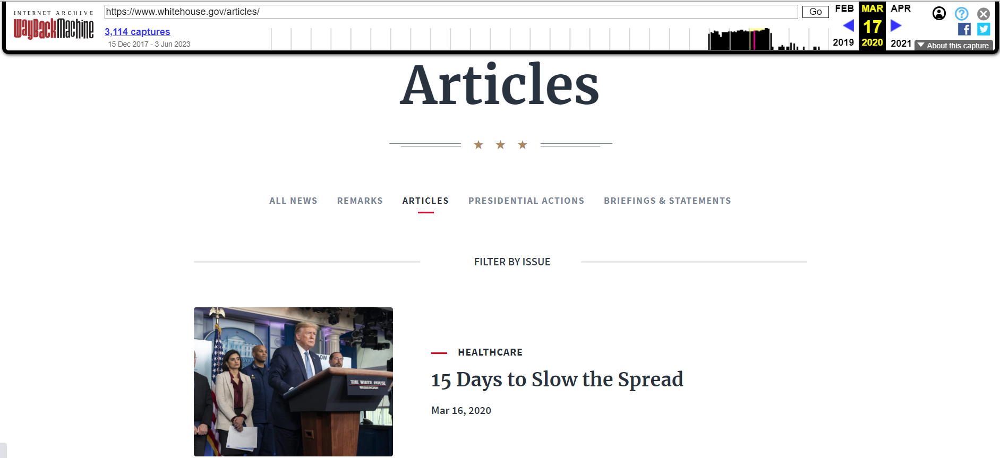 INTERNET ARCHIVE
WayBackMachine
https://www.whitehouse.gov/articles/
Go
3,114 captures
15 Dec 2017 - 3 Jun 2023
FEB MAR APR
17
2019 2020 2021
About this capture
Articles
ALL NEWS REMARKS ARTICLES PRESIDENTIAL ACTIONS BRIEFINGS & STATEMENTS
FILTER BY ISSUE
HEALTHCARE
15 Days to Slow the Spread
Mar 16, 2020
THE WHITE HOUSE
WASHINGTON